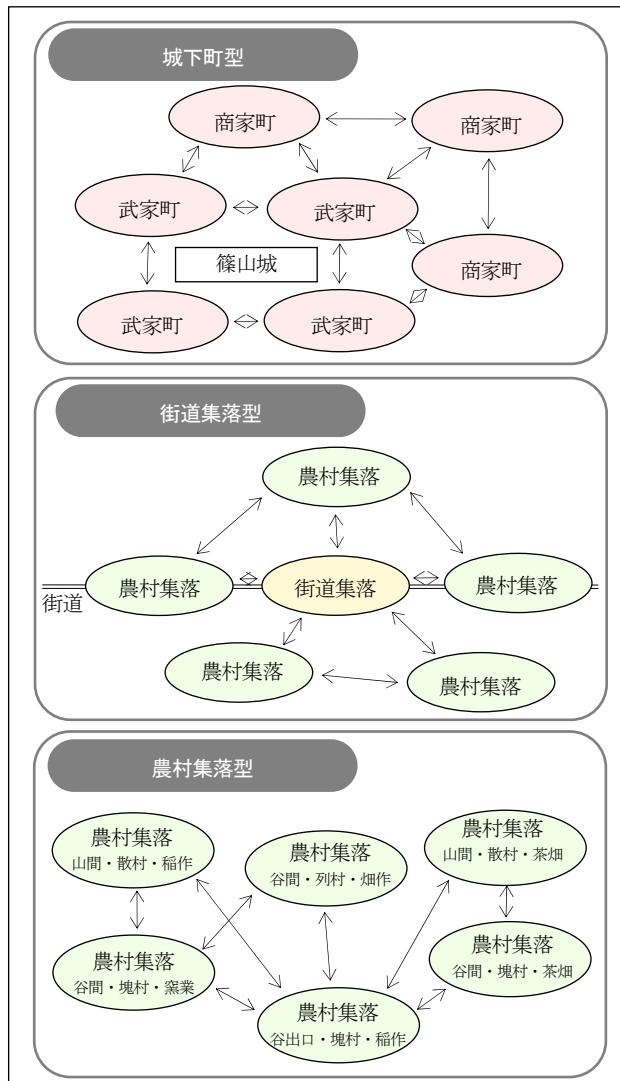 城下町型
商家町
商家町
武家町
武家町
篠山城
商家町
武家町
武家町
街道集落型
農村集落
農村集落
街道集落
農村集落
街道
農村集落
農村集落
農村集落型
農村集落
山間・散村・稲作
農村集落
谷間・列村・畑作
農村集落
山間・散村・茶畑
農村集落
谷間・塊村・窯業
農村集落
谷間・塊村・茶畑
農村集落
谷出口・塊村・稲作